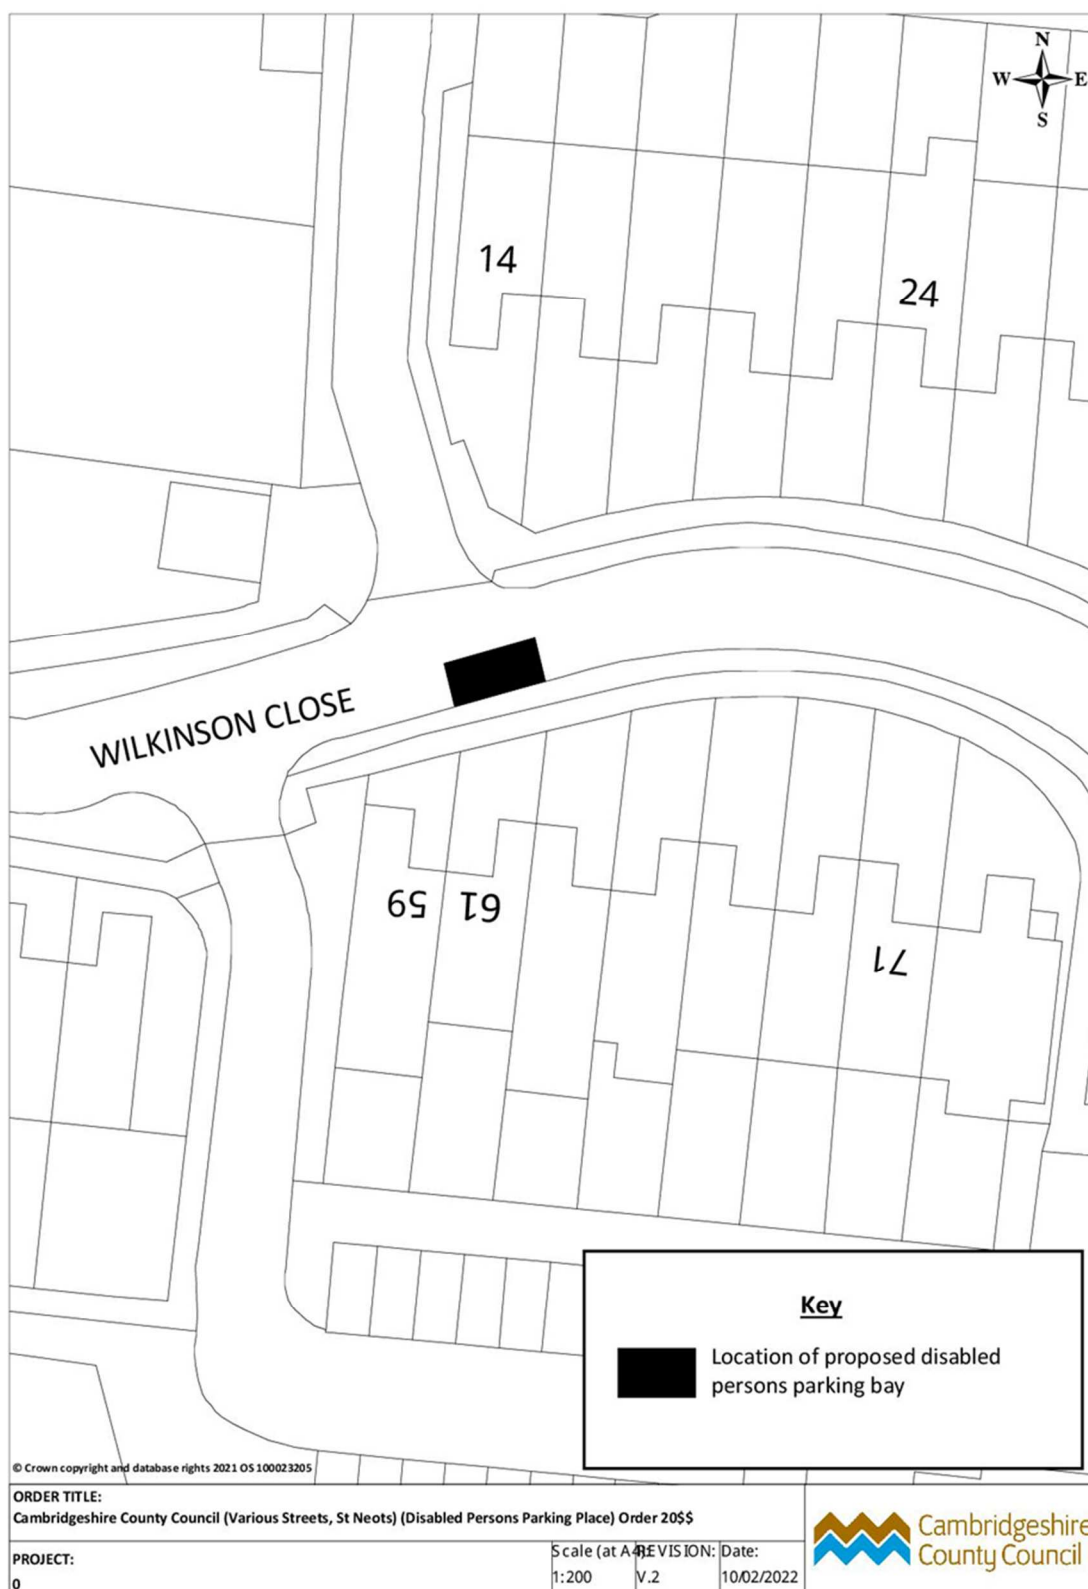 N
W E
S
14
24
WILKINSON CLOSE
59 61
71
Key
Location of proposed disabled
persons parking bay
© Crown copyright and database rights 2021 OS 100023205
ORDER TITLE:
Cambridgeshire County Council (Various Streets, St Neots) (Disabled Persons Parking Place) Order 20$$
PROJECT:
0
Scale (at A4):
1:200
REVISION:
V.2
Date:
10/02/2022
Cambridgeshire
County Council